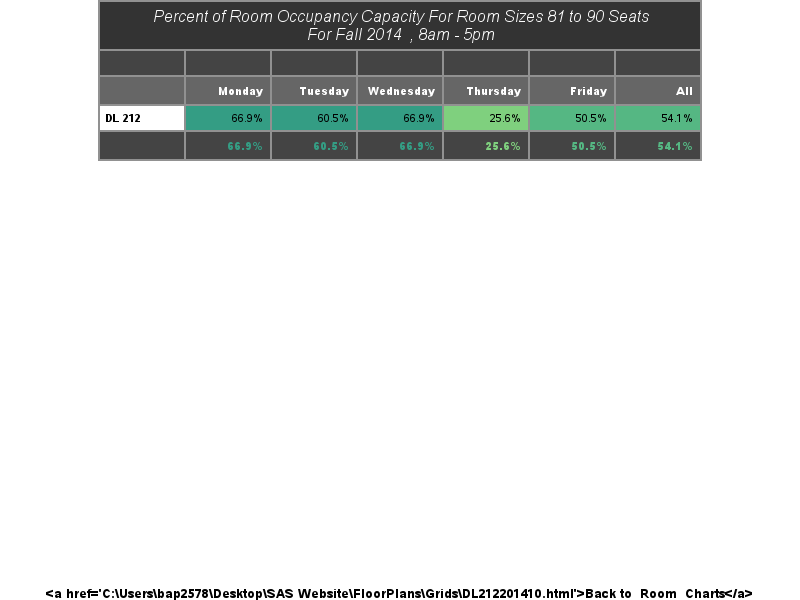 Percent of Room Occupancy Capacity For Room Sizes 81 to 90 Seats
For Fall 2014 , 8am - 5pm
Monday Tuesday Wednesday Thursday Friday All
DL 212 66.9% 60.5% 66.9% 25.6% 50.5% 54.1%
66.9% 60.5% 66.9% 25.6% 50.5% 54.1%
<a href='C:\Users\bap2578\Desktop\SAS Website\FloorPlans\Grids\DL212201410.html'>Back to Room Charts</a>